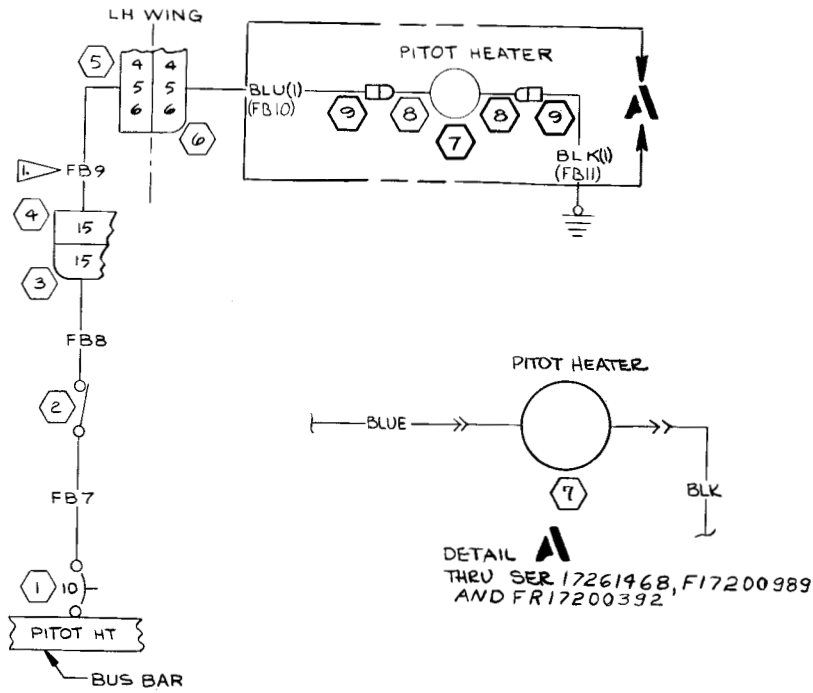 LH WING
5
4 4
5 5
6 6
6
BLU(1)
(FB10)
PITOT HEATER
9
8
7
8
9
A
BLK(1)
(FB11)
1.
FB9
4
15
15
3
FB8
2
FB7
1
10
PITOT HT
BUS BAR
PITOT HEATER
BLUE
7
BLK
DETAIL A
THRU SER 17261468, F17200989
AND FR17200392